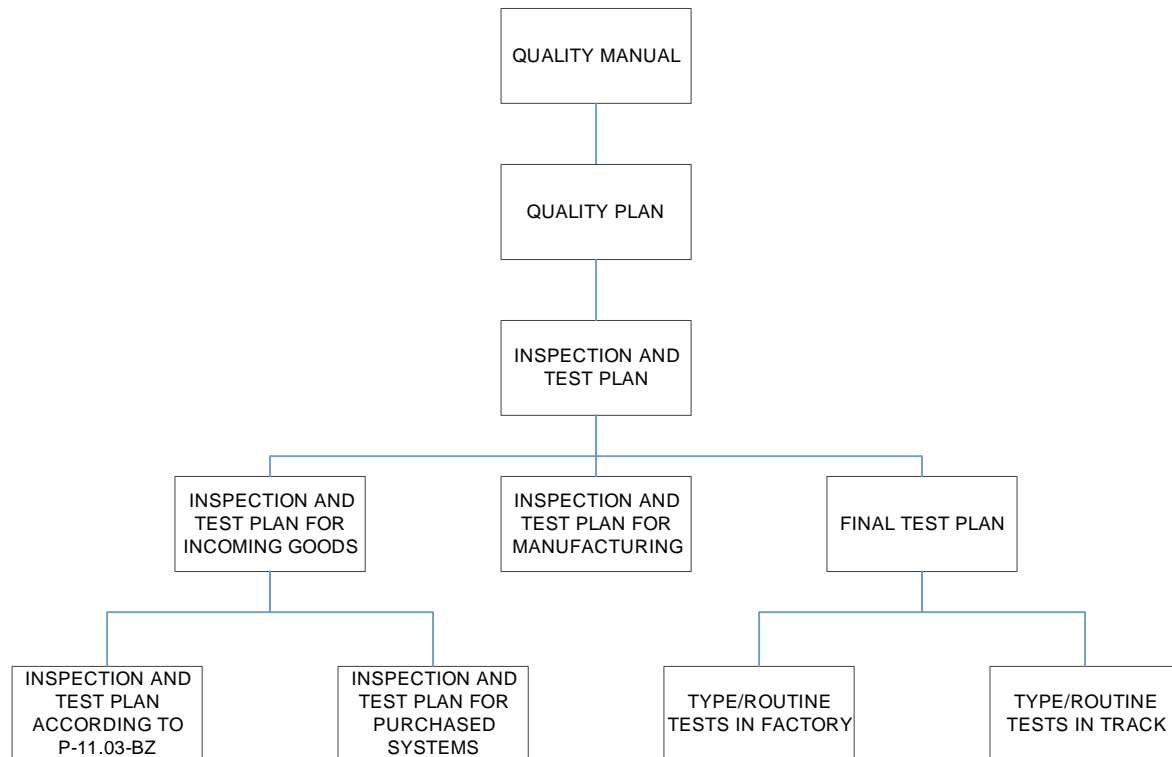 QUALITY MANUAL
QUALITY PLAN
INSPECTION AND
TEST PLAN
INSPECTION AND
TEST PLAN FOR
INCOMING GOODS
INSPECTION AND
TEST PLAN FOR
MANUFACTURING
FINAL TEST PLAN
INSPECTION AND
TEST PLAN
ACCORDING TO
P-11.03-BZ
INSPECTION AND
TEST PLAN FOR
PURCHASED
SYSTEMS
TYPE/ROUTINE
TESTS IN FACTORY
TYPE/ROUTINE
TESTS IN TRACK